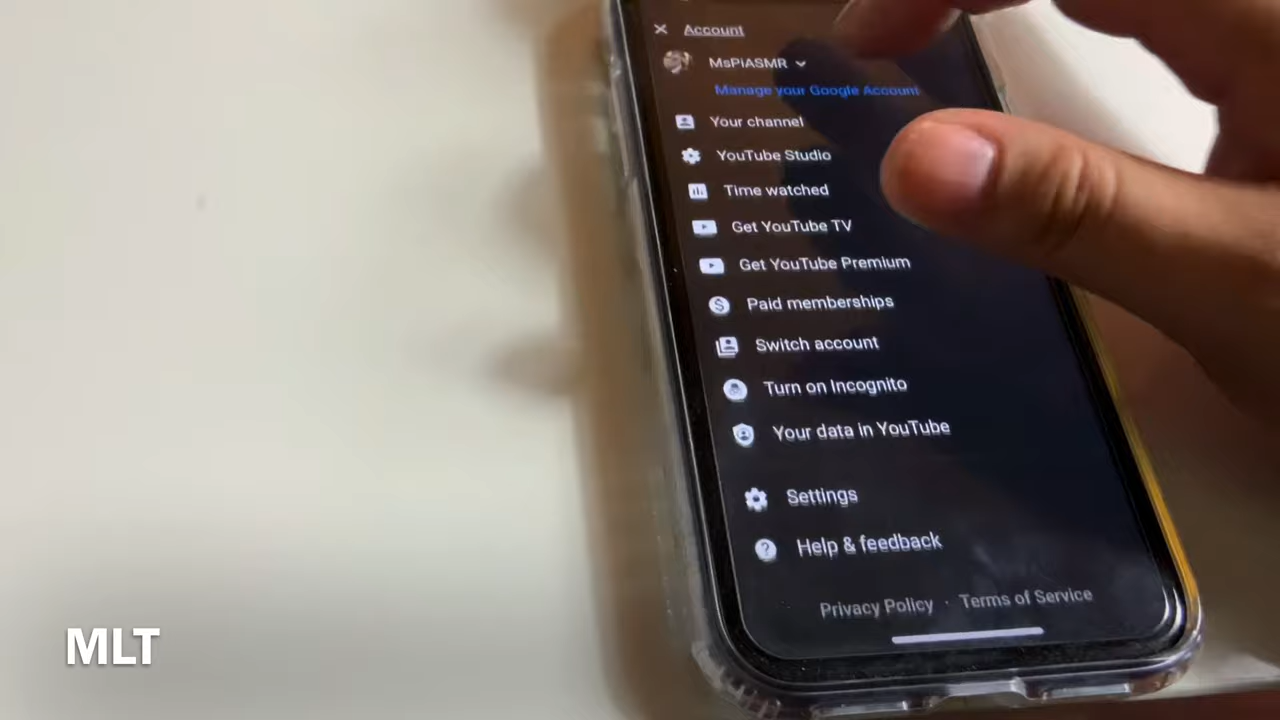 Account
MsPiASMR
Manage your Google Account
Your channel
YouTube Studio
Time watched
Get YouTube TV
Get YouTube Premium
Paid memberships
Switch account
Turn on Incognito
Your data in YouTube
Settings
Help & feedback
Privacy Policy · Terms of Service
MLT